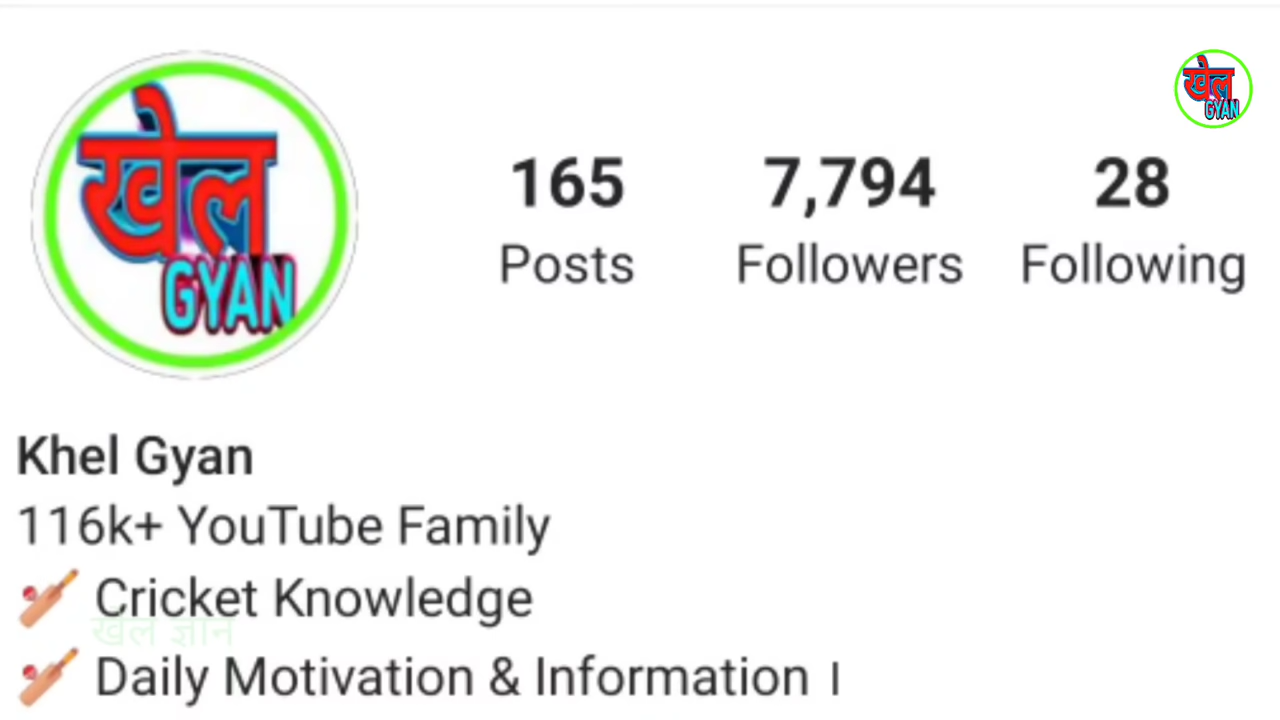 खेल
GYAN
खेल
GYAN
165 7,794 28
Posts Followers Following
Khel Gyan
116k+ YouTube Family
🏏 Cricket Knowledge
खेल ज्ञान
🏏 Daily Motivation & Information ।